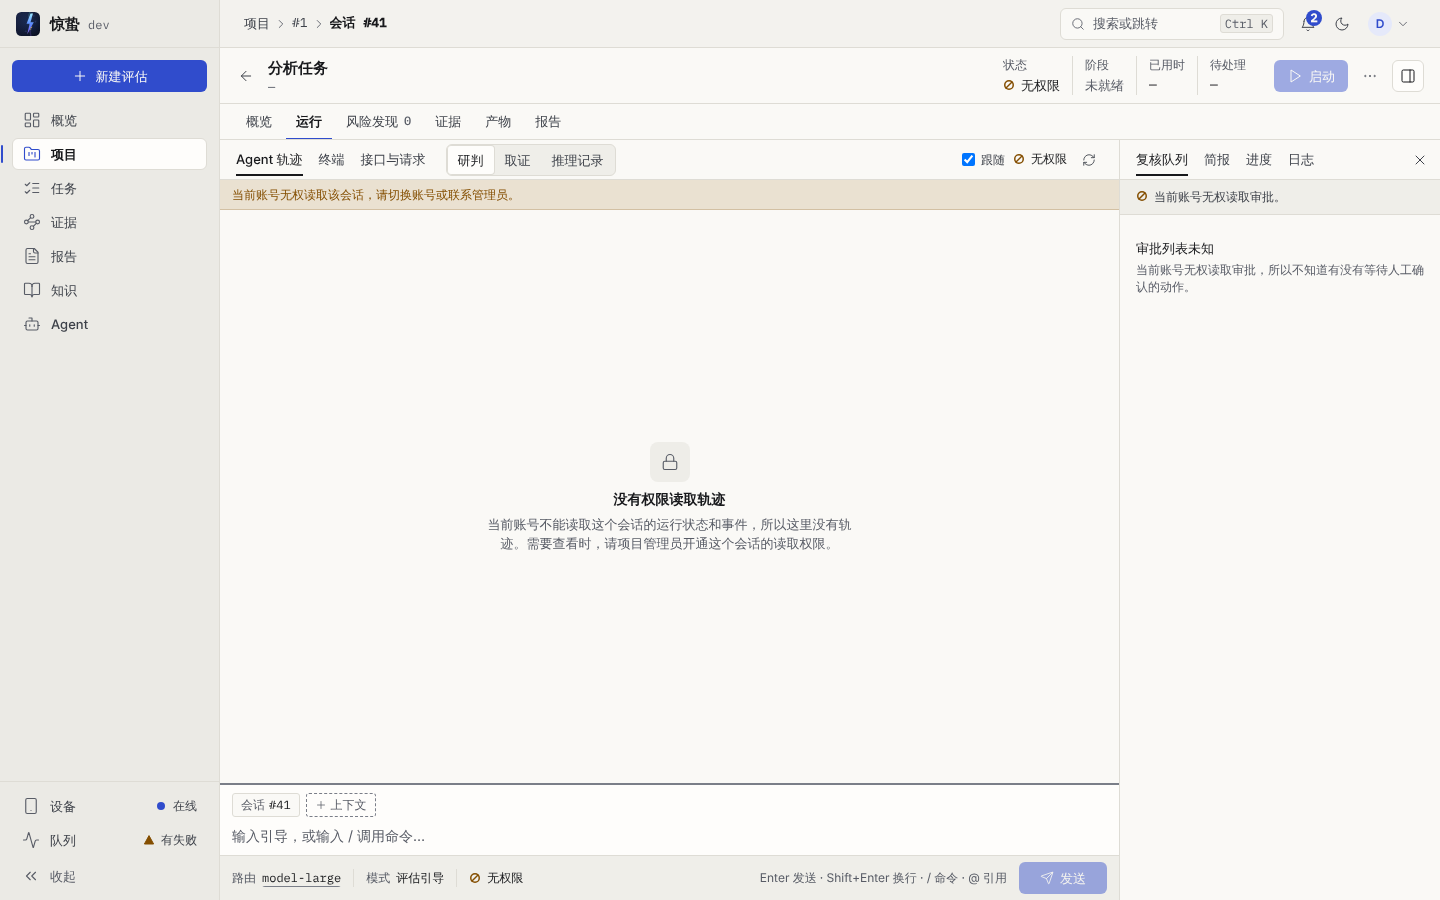 惊蛰 dev
新建评估
概览
项目
任务
证据
报告
知识
Agent
设备 在线
队列 有失败
收起
项目 > #1 > 会话 #41
搜索或跳转 Ctrl K
2
D
分析任务
—
状态
无权限
阶段
未就绪
已用时
—
待处理
—
启动
概览 运行 风险发现 0 证据 产物 报告
Agent 轨迹 终端 接口与请求 研判 取证 推理记录 跟随 无权限
当前账号无权读取该会话，请切换账号或联系管理员。
没有权限读取轨迹
当前账号不能读取这个会话的运行状态和事件，所以这里没有轨
迹。需要查看时，请项目管理员开通这个会话的读取权限。
会话 #41 + 上下文
输入引导，或输入 / 调用命令...
路由 model-large 模式 评估引导 无权限 Enter 发送 · Shift+Enter 换行 · / 命令 · @ 引用 发送
复核队列 简报 进度 日志
当前账号无权读取审批。
审批列表未知
当前账号无权读取审批，所以不知道有没有等待人工确
认的动作。